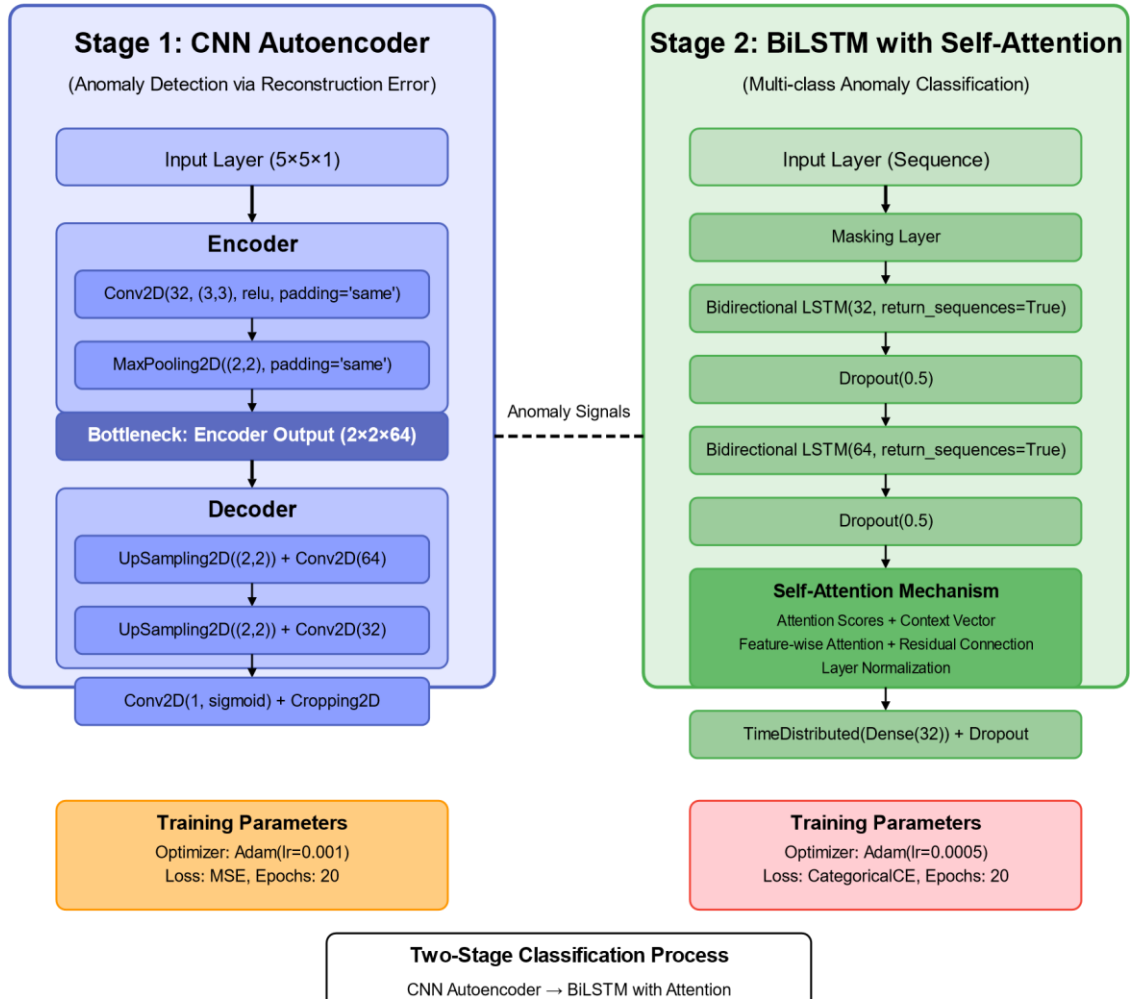 Stage 1: CNN Autoencoder
(Anomaly Detection via Reconstruction Error)
Input Layer (5×5×1)
Encoder
Conv2D(32, (3,3), relu, padding='same')
MaxPooling2D((2,2), padding='same')
Bottleneck: Encoder Output (2×2×64)
Decoder
UpSampling2D((2,2)) + Conv2D(64)
UpSampling2D((2,2)) + Conv2D(32)
Conv2D(1, sigmoid) + Cropping2D
Anomaly Signals
Stage 2: BiLSTM with Self-Attention
(Multi-class Anomaly Classification)
Input Layer (Sequence)
Masking Layer
Bidirectional LSTM(32, return_sequences=True)
Dropout(0.5)
Bidirectional LSTM(64, return_sequences=True)
Dropout(0.5)
Self-Attention Mechanism
Attention Scores + Context Vector
Feature-wise Attention + Residual Connection
Layer Normalization
TimeDistributed(Dense(32)) + Dropout
Training Parameters
Optimizer: Adam(lr=0.001)
Loss: MSE, Epochs: 20
Training Parameters
Optimizer: Adam(lr=0.0005)
Loss: CategoricalCE, Epochs: 20
Two-Stage Classification Process
CNN Autoencoder → BiLSTM with Attention